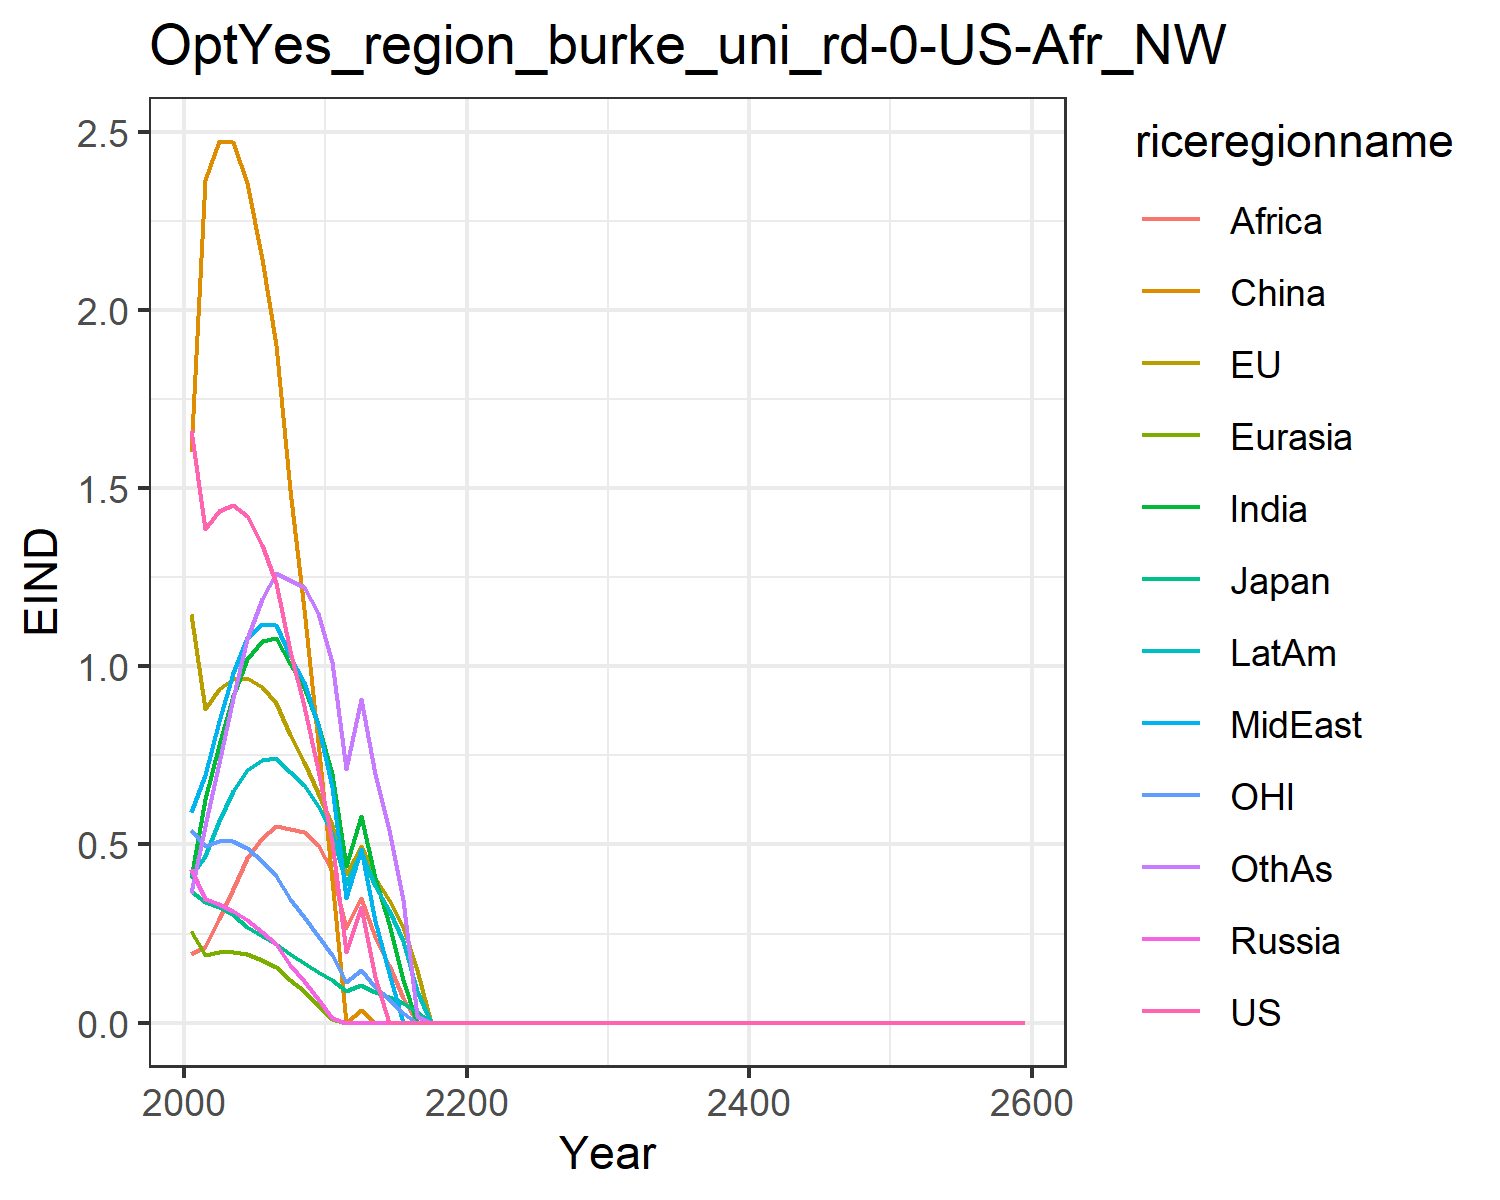 OptYes_region_burke_uni_rd-0-US-Afr_NW
2.5
2.0
1.5
1.0
0.5
0.0
EIND
2000
2200
2400
2600
Year
riceregionname
Africa
China
EU
Eurasia
India
Japan
LatAm
MidEast
OHI
OthAs
Russia
US